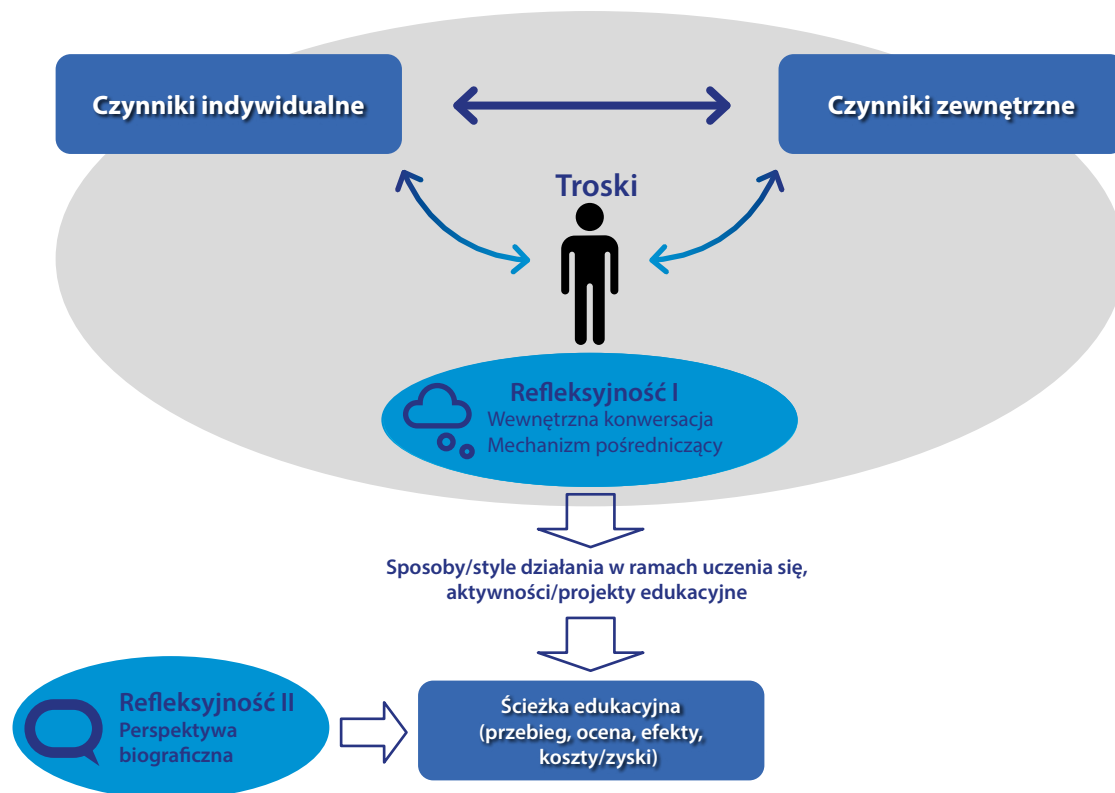 Czynniki indywidualne
Czynniki zewnętrzne
Troski
Refleksyjność I
Wewnętrzna konwersacja
Mechanizm pośredniczący
Sposoby/style działania w ramach uczenia się,
aktywności/projekty edukacyjne
Refleksyjność II
Perspektywa
biograficzna
Ścieżka edukacyjna
(przebieg, ocena, efekty,
koszty/zyski)